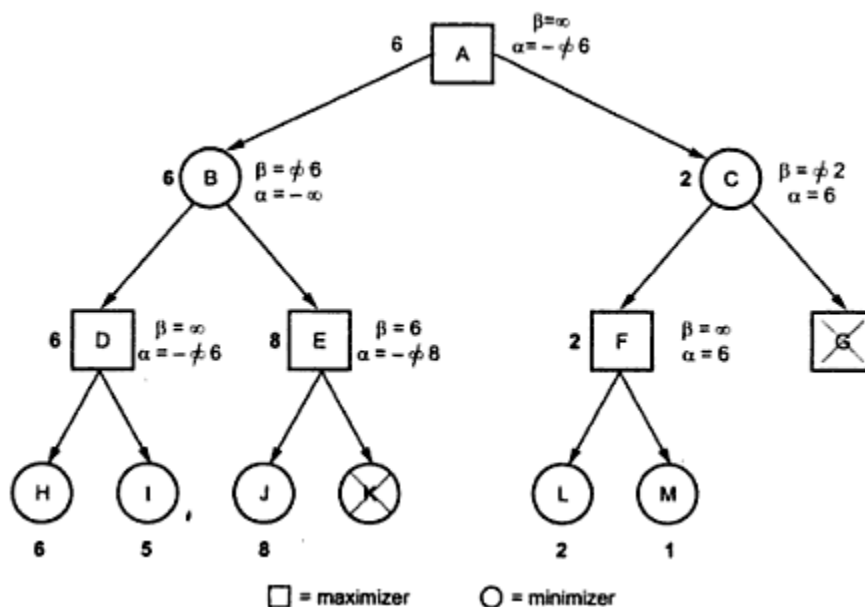 6 A β=∞
α = – ∞ 6
6 B β = ∞ 6
α = – ∞
2 C β = ∞ 2
α = 6
6 D β = ∞
α = – ∞ 6
8 E β = 6
α = – ∞ 8
2 F β = ∞
α = 6
G
H I J K L M
6 5 8 2 1
= maximizer = minimizer